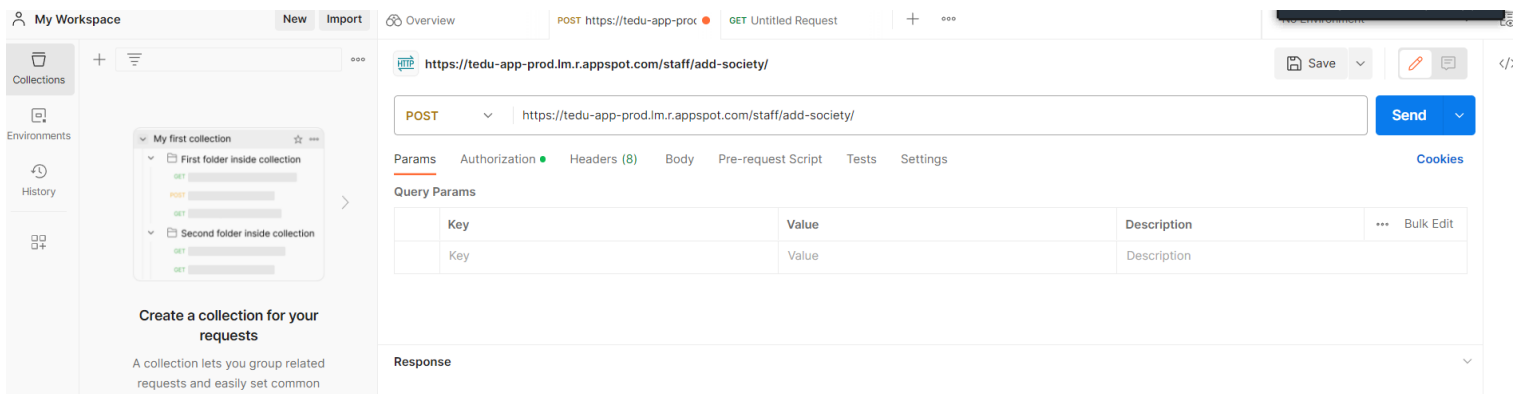 My Workspace
New
Import
Overview
POST https://tedu-app-proc
GET Untitled Request
Collections
https://tedu-app-prod.lm.r.appspot.com/staff/add-society/
Save
Environments
POST
https://tedu-app-prod.lm.r.appspot.com/staff/add-society/
Send
My first collection
First folder inside collection
GET
POST
GET
Second folder inside collection
GET
GET
History
Params
Authorization
Headers (8)
Body
Pre-request Script
Tests
Settings
Cookies
Query Params
Key
Value
Description
Bulk Edit
Key
Value
Description
Create a collection for your
requests
A collection lets you group related
requests and easily set common
Response